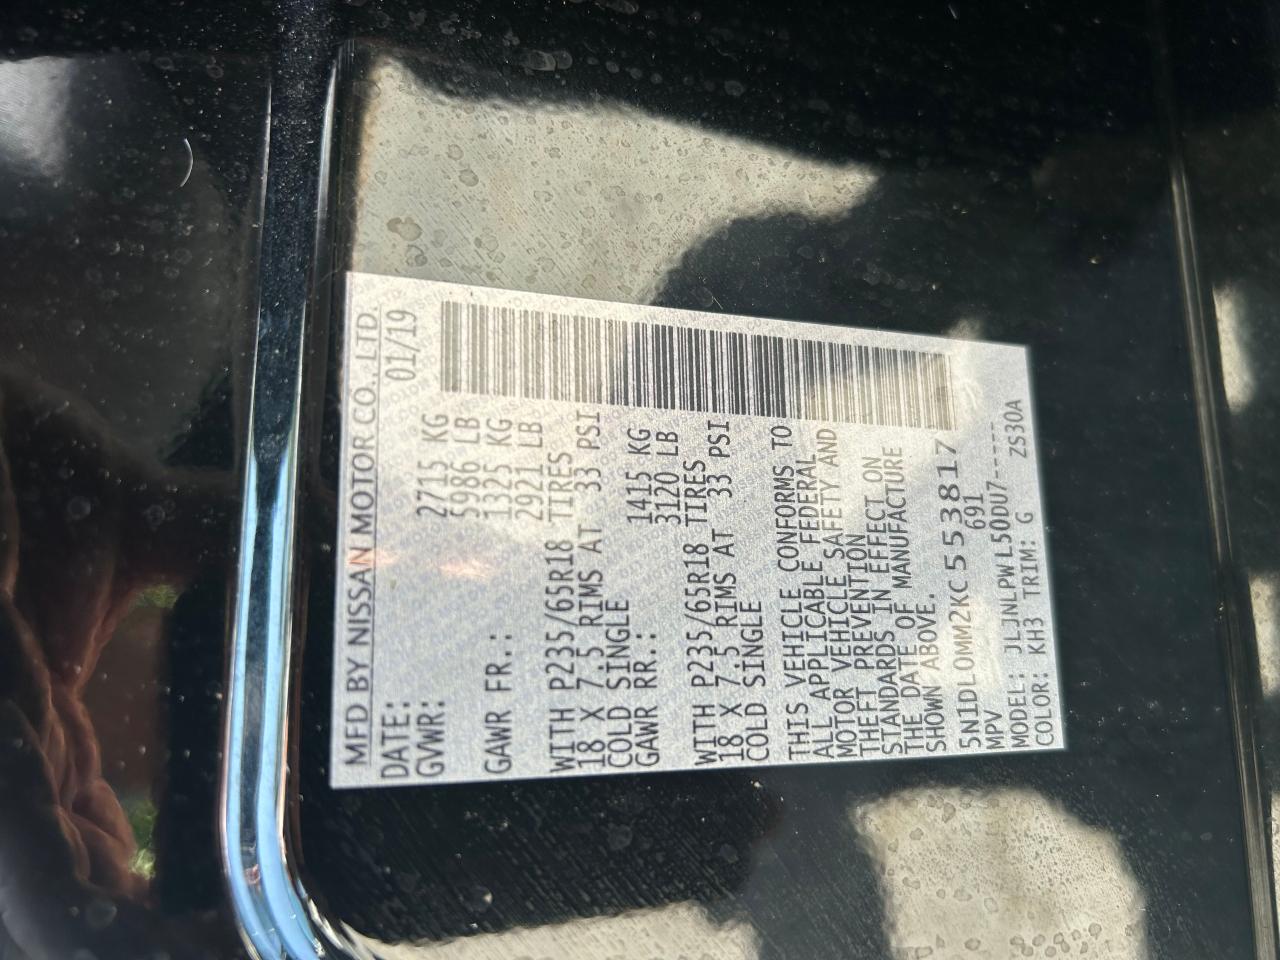 MFD BY NISSAN MOTOR CO., LTD.
DATE: 01/19
GVWR: 2715 KG
5986 LB
GAWR FR.: 1325 KG
2921 LB
WITH P235/65R18 TIRES
18 X 7.5 RIMS AT 33 PSI
COLD SINGLE
GAWR RR.: 1415 KG
3120 LB
WITH P235/65R18 TIRES
18 X 7.5 RIMS AT 33 PSI
COLD SINGLE
THIS VEHICLE CONFORMS TO
ALL APPLICABLE FEDERAL
MOTOR VEHICLE SAFETY AND
THEFT PREVENTION
STANDARDS IN EFFECT ON
THE DATE OF MANUFACTURE
SHOWN ABOVE.
5N1DL0MM2KC553817
MPV 691
MODEL: JLJNLPWL50DU7-----
COLOR: KH3 TRIM: G ZS30A